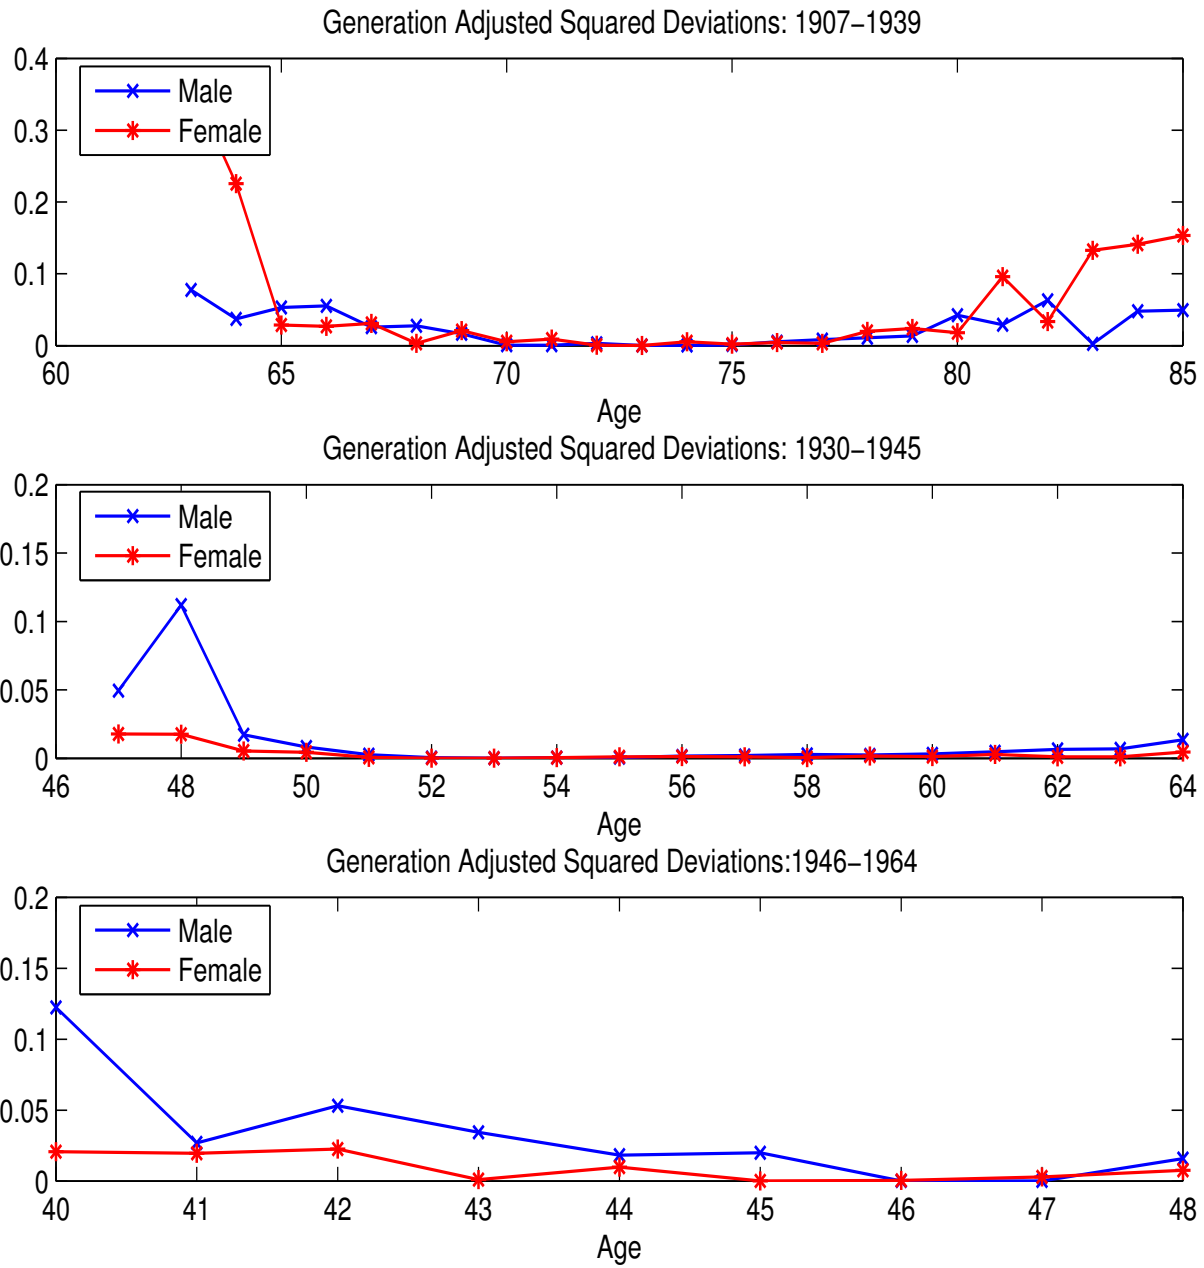 Generation Adjusted Squared Deviations: 1907−1939
0.4
0.3
0.2
0.1
0
Male
Female
60 65 70 75 80 85
Age
Generation Adjusted Squared Deviations: 1930−1945
0.2
0.15
0.1
0.05
0
Male
Female
46 48 50 52 54 56 58 60 62 64
Age
Generation Adjusted Squared Deviations:1946−1964
0.2
0.15
0.1
0.05
0
Male
Female
40 41 42 43 44 45 46 47 48
Age